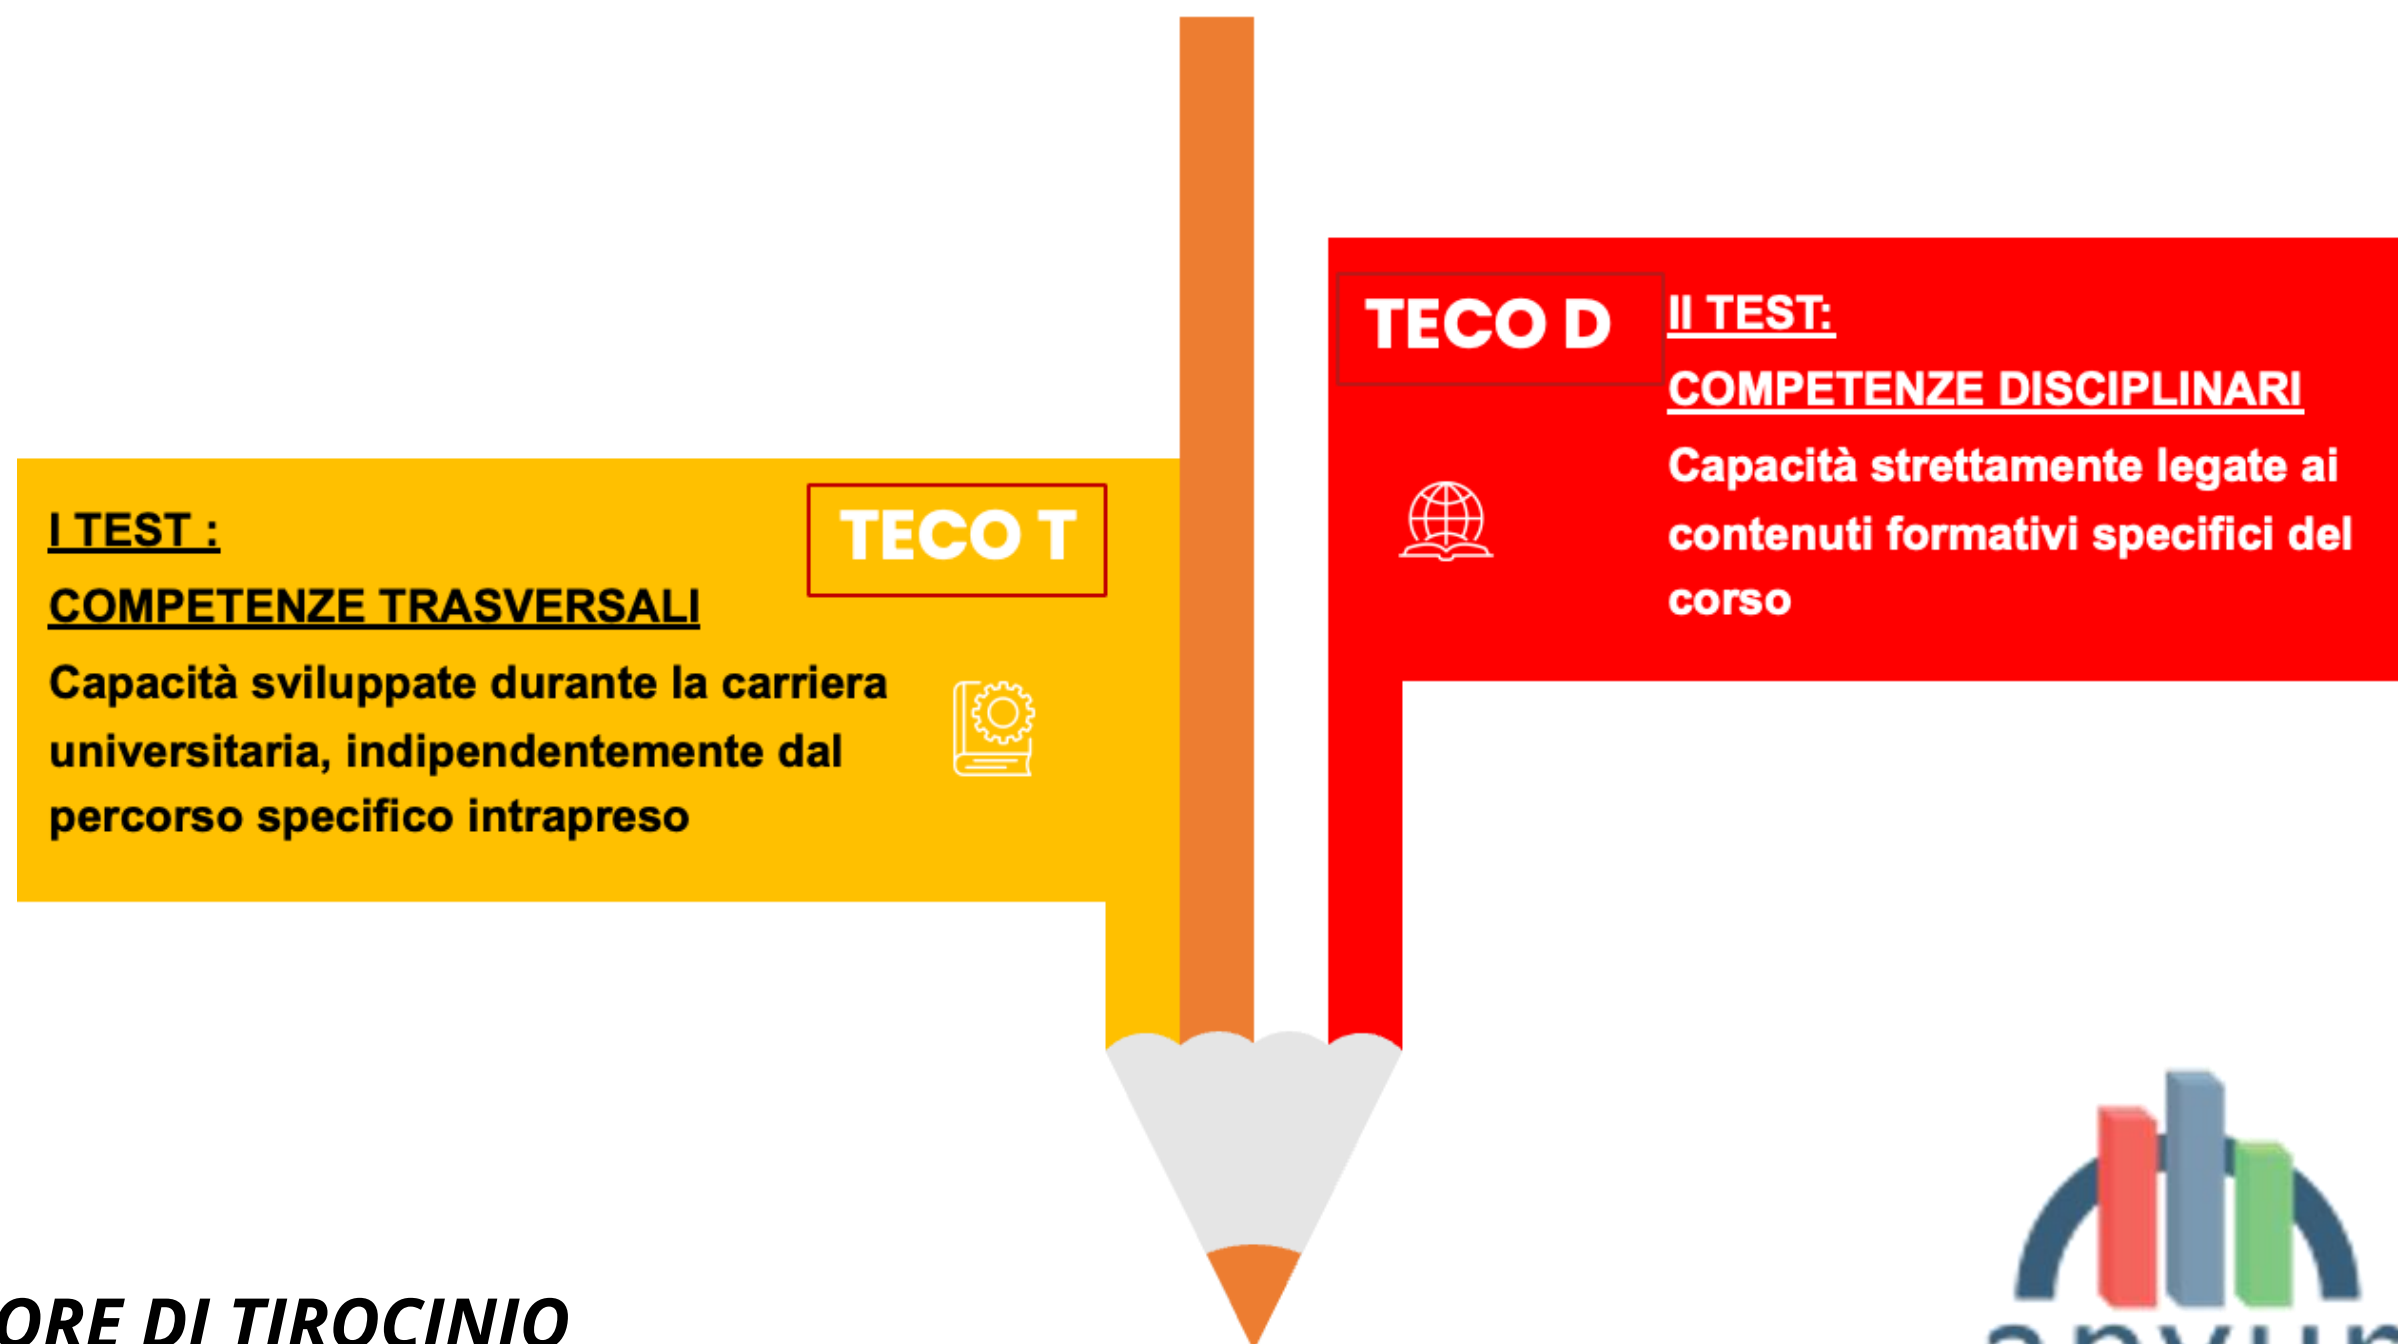 I TEST :
TECO T
COMPETENZE TRASVERSALI
Capacità sviluppate durante la carriera
universitaria, indipendentemente dal
percorso specifico intrapreso
TECO D
II TEST:
COMPETENZE DISCIPLINARI
Capacità strettamente legate ai
contenuti formativi specifici del
corso
ORE DI TIROCINIO